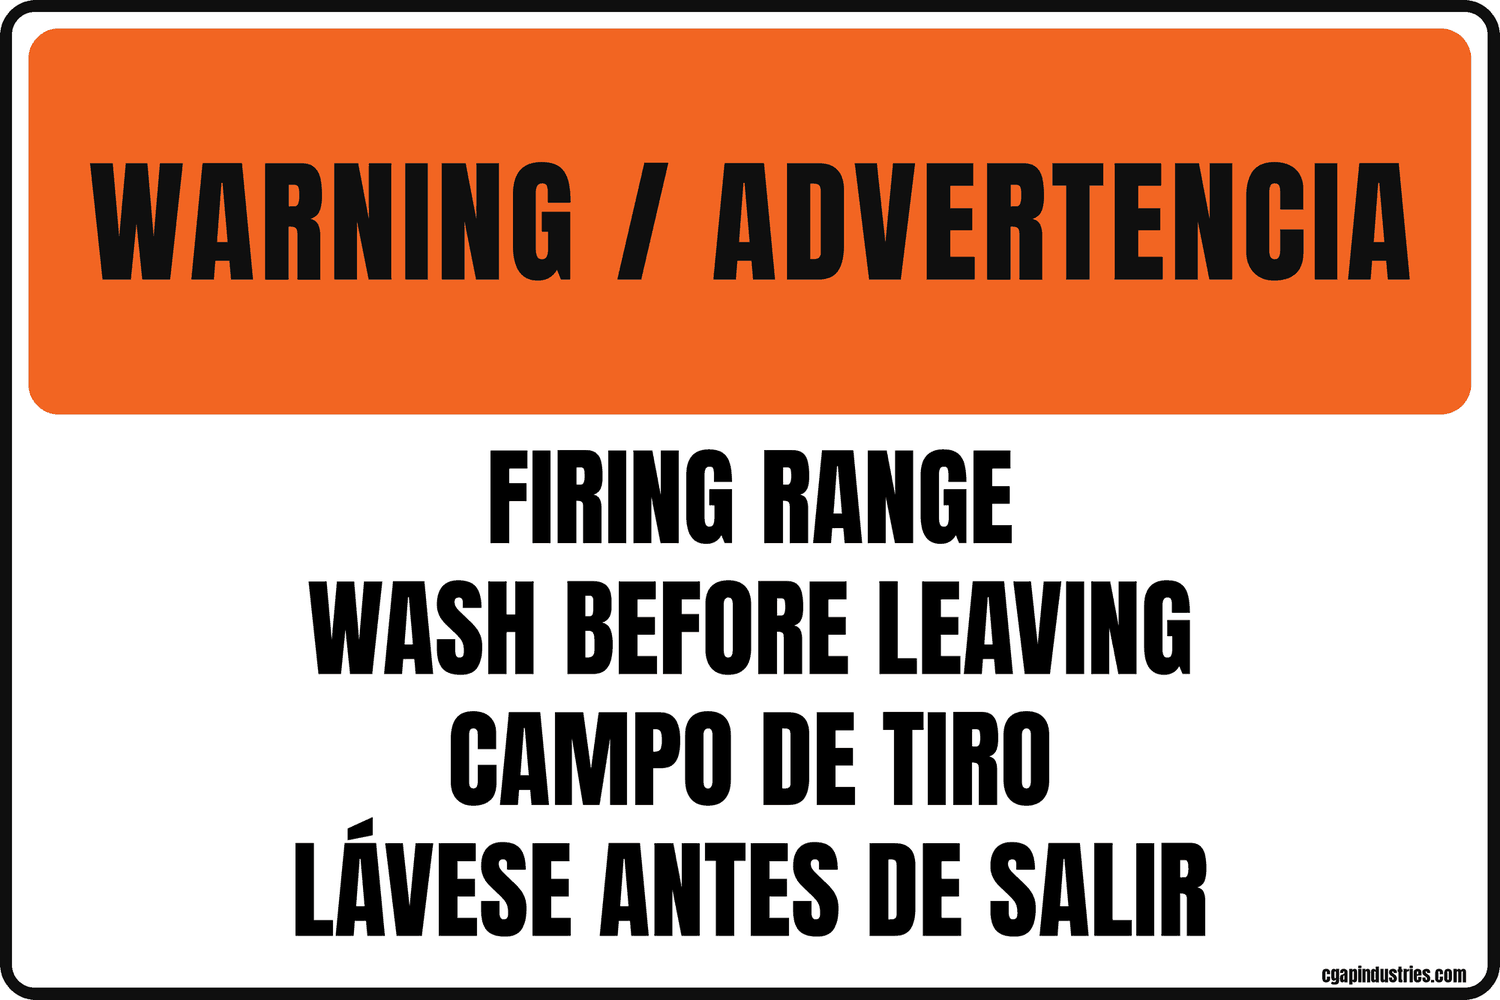 WARNING / ADVERTENCIA
FIRING RANGE
WASH BEFORE LEAVING
CAMPO DE TIRO
LÁVESE ANTES DE SALIR
cgapindustries.com